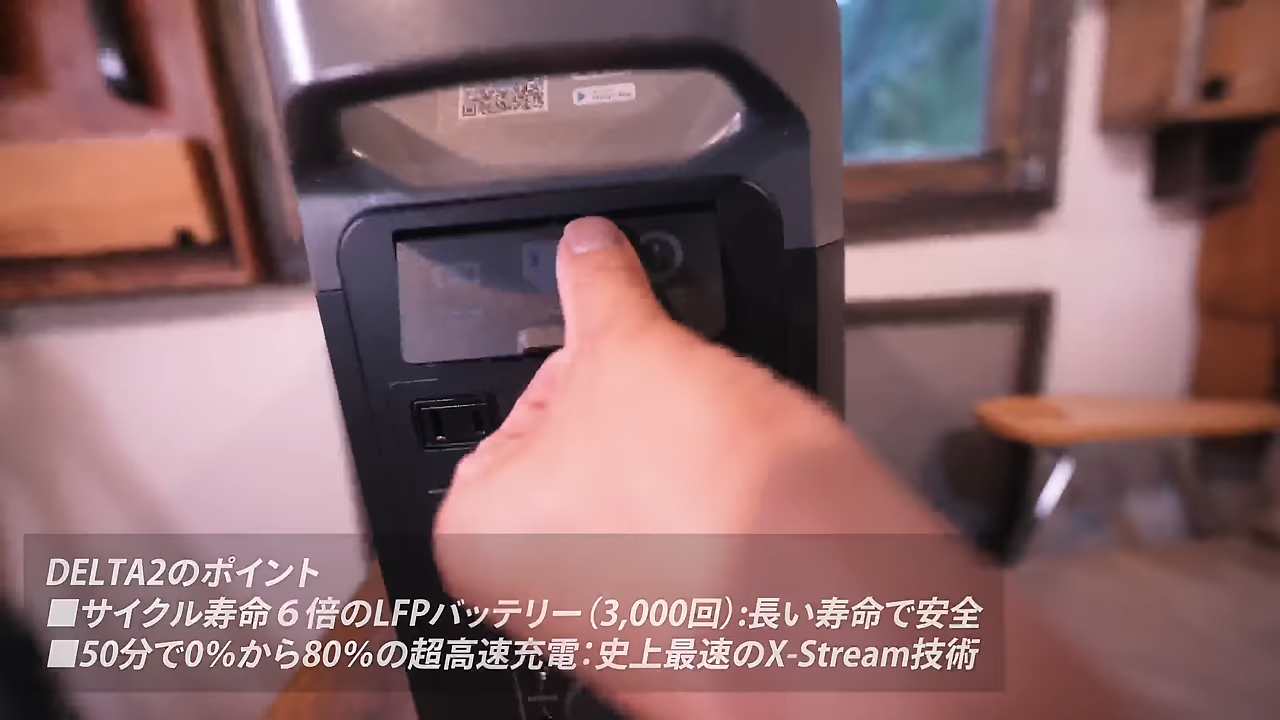 DELTA2のポイント
■サイクル寿命６倍のLFPバッテリー（3,000回）:長い寿命で安全
■50分で0%から80%の超高速充電：史上最速のX-Stream技術